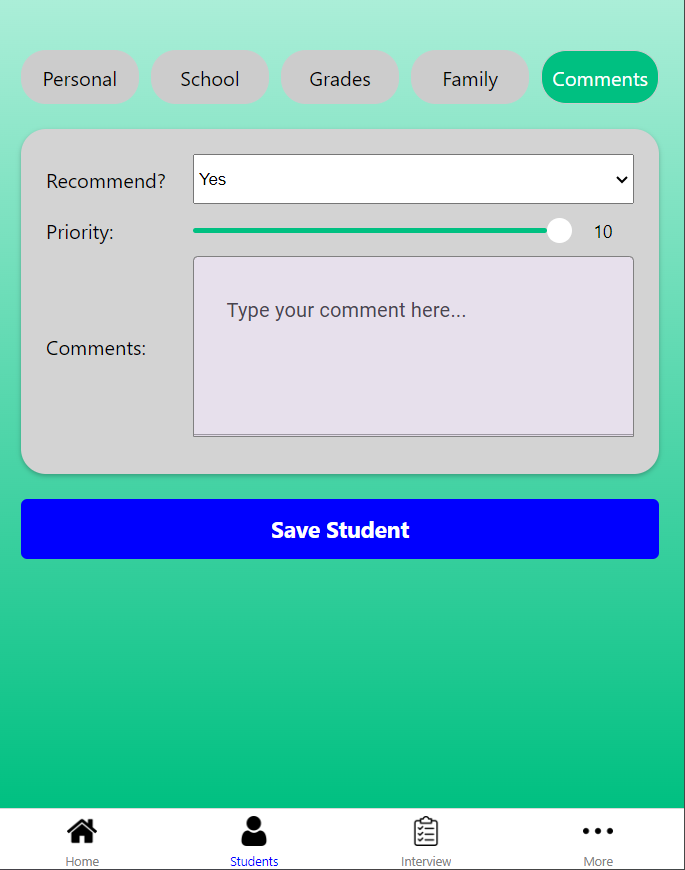 Personal School Grades Family Comments
Recommend? Yes
Priority: 10
Type your comment here...
Comments:
Save Student
Home Students Interview More